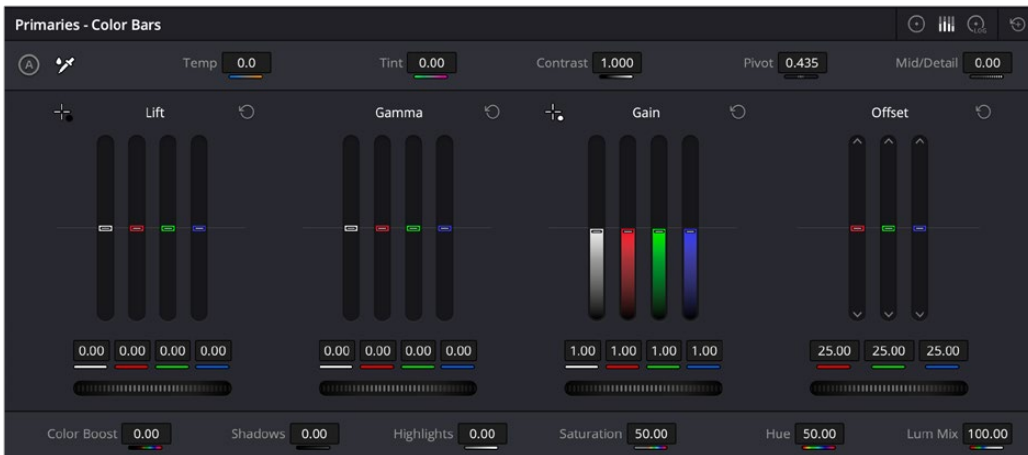 Primaries - Color Bars
LOG
A Temp 0.0 Tint 0.00 Contrast 1.000 Pivot 0.435 Mid/Detail 0.00
Lift Gamma Gain Offset
0.00 0.00 0.00 0.00 0.00 0.00 0.00 0.00 1.00 1.00 1.00 1.00 25.00 25.00 25.00
Color Boost 0.00 Shadows 0.00 Highlights 0.00 Saturation 50.00 Hue 50.00 Lum Mix 100.00